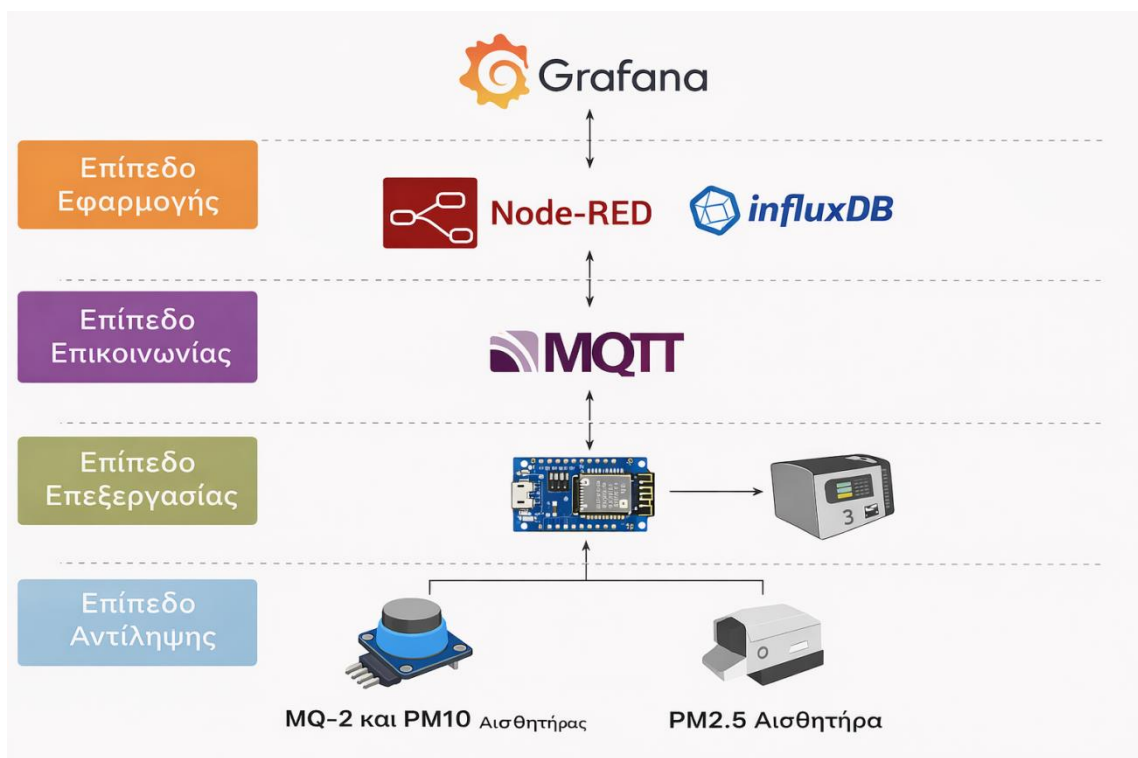 Grafana
Επίπεδο
Εφαρμογής
Node-RED
influxDB
Επίπεδο
Επικοινωνίας
MQTT
Επίπεδο
Επεξεργασίας
3
Επίπεδο
Αντίληψης
MQ-2 και PM10 Αισθητήρας
PM2.5 Αισθητήρα